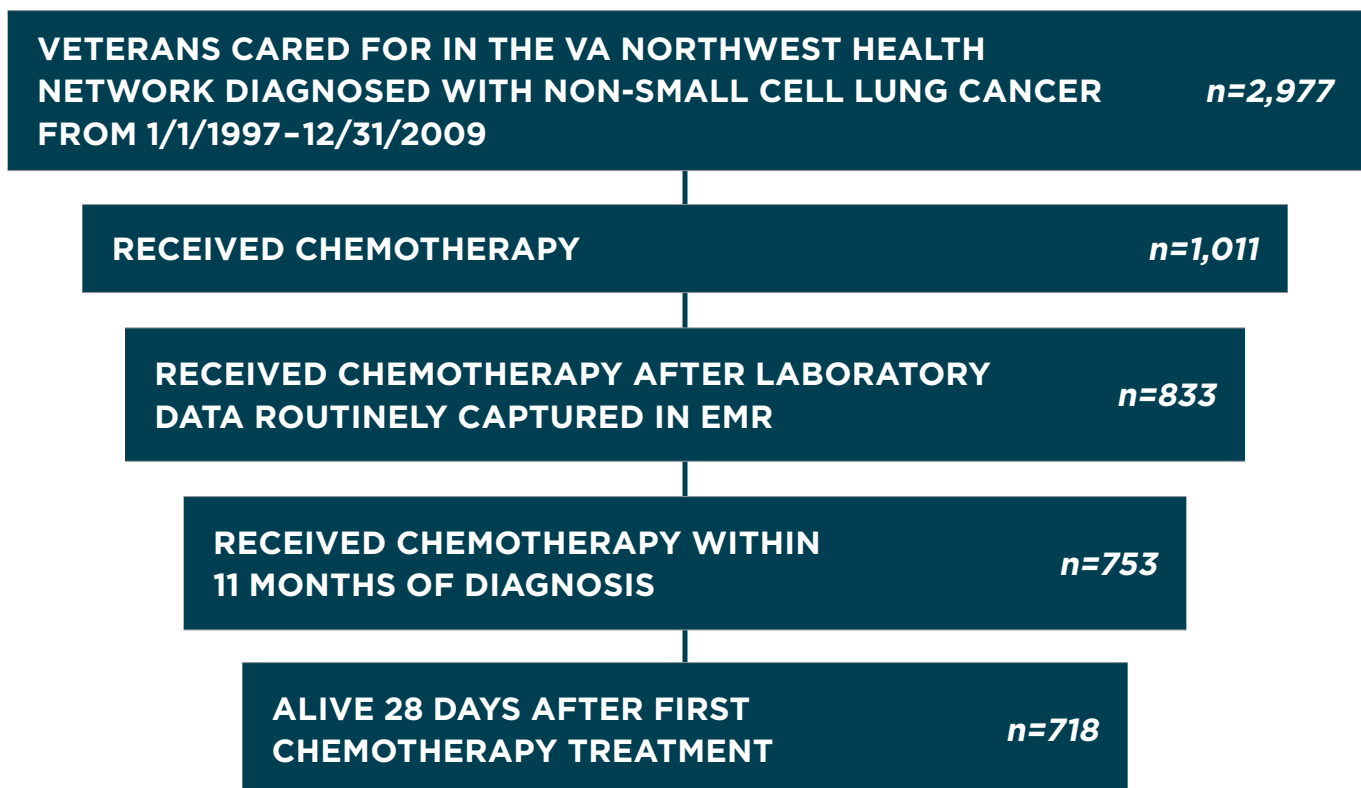 VETERANS CARED FOR IN THE VA NORTHWEST HEALTH
NETWORK DIAGNOSED WITH NON-SMALL CELL LUNG CANCER
FROM 1/1/1997–12/31/2009
n=2,977
RECEIVED CHEMOTHERAPY
n=1,011
RECEIVED CHEMOTHERAPY AFTER LABORATORY
DATA ROUTINELY CAPTURED IN EMR
n=833
RECEIVED CHEMOTHERAPY WITHIN
11 MONTHS OF DIAGNOSIS
n=753
ALIVE 28 DAYS AFTER FIRST
CHEMOTHERAPY TREATMENT
n=718